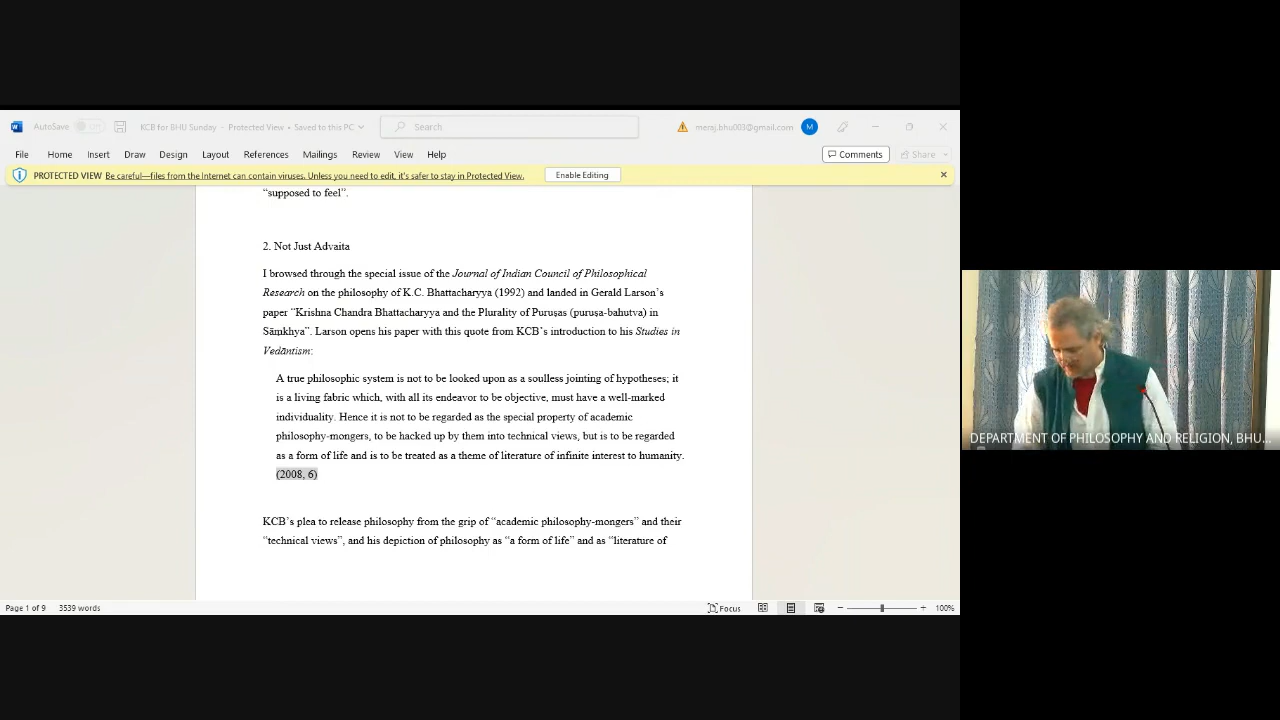 AutoSave Off KCB for BHU Sunday - Protected View • Saved to this PC Search meraj.bhu003@gmail.com M
File Home Insert Draw Design Layout References Mailings Review View Help Comments Share
PROTECTED VIEW Be careful—files from the Internet can contain viruses. Unless you need to edit, it's safer to stay in Protected View. Enable Editing
“supposed to feel”.
2. Not Just Advaita
I browsed through the special issue of the Journal of Indian Council of Philosophical
Research on the philosophy of K.C. Bhattacharyya (1992) and landed in Gerald Larson’s
paper “Krishna Chandra Bhattacharyya and the Plurality of Puruṣas (puruṣa-bahutva) in
Sāṃkhya”. Larson opens his paper with this quote from KCB’s introduction to his Studies in
Vedāntism:
A true philosophic system is not to be looked upon as a soulless jointing of hypotheses; it
is a living fabric which, with all its endeavor to be objective, must have a well-marked
individuality. Hence it is not to be regarded as the special property of academic
philosophy-mongers, to be hacked up by them into technical views, but is to be regarded
as a form of life and is to be treated as a theme of literature of infinite interest to humanity.
(2008, 6)
KCB’s plea to release philosophy from the grip of “academic philosophy-mongers” and their
“technical views”, and his depiction of philosophy as “a form of life” and as “literature of
Page 1 of 9 3539 words Focus 100%
DEPARTMENT OF PHILOSOPHY AND RELIGION, BHU...